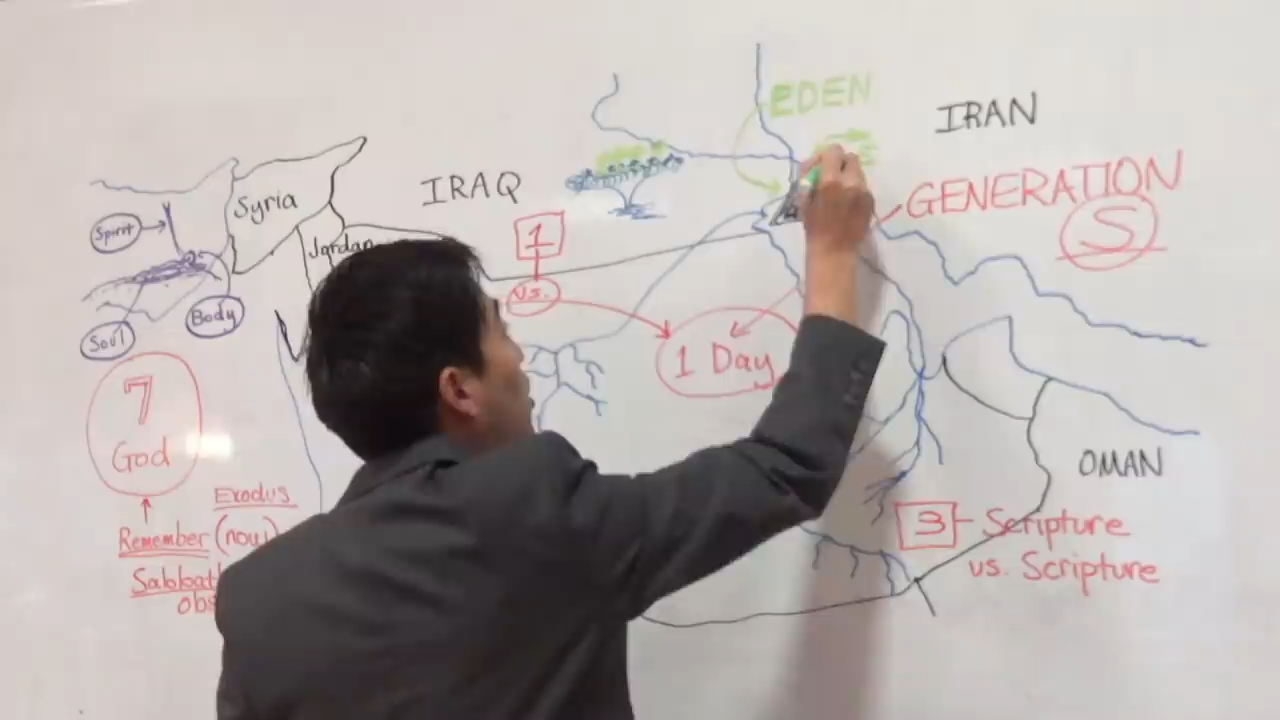 EDEN
IRAN
IRAQ
Syria
Jordan
GENERATION
S
Spirit
Soul
Body
1
vs.
1 Day
7
God
Exodus
Remember (now)
OMAN
3 Scripture
vs. Scripture